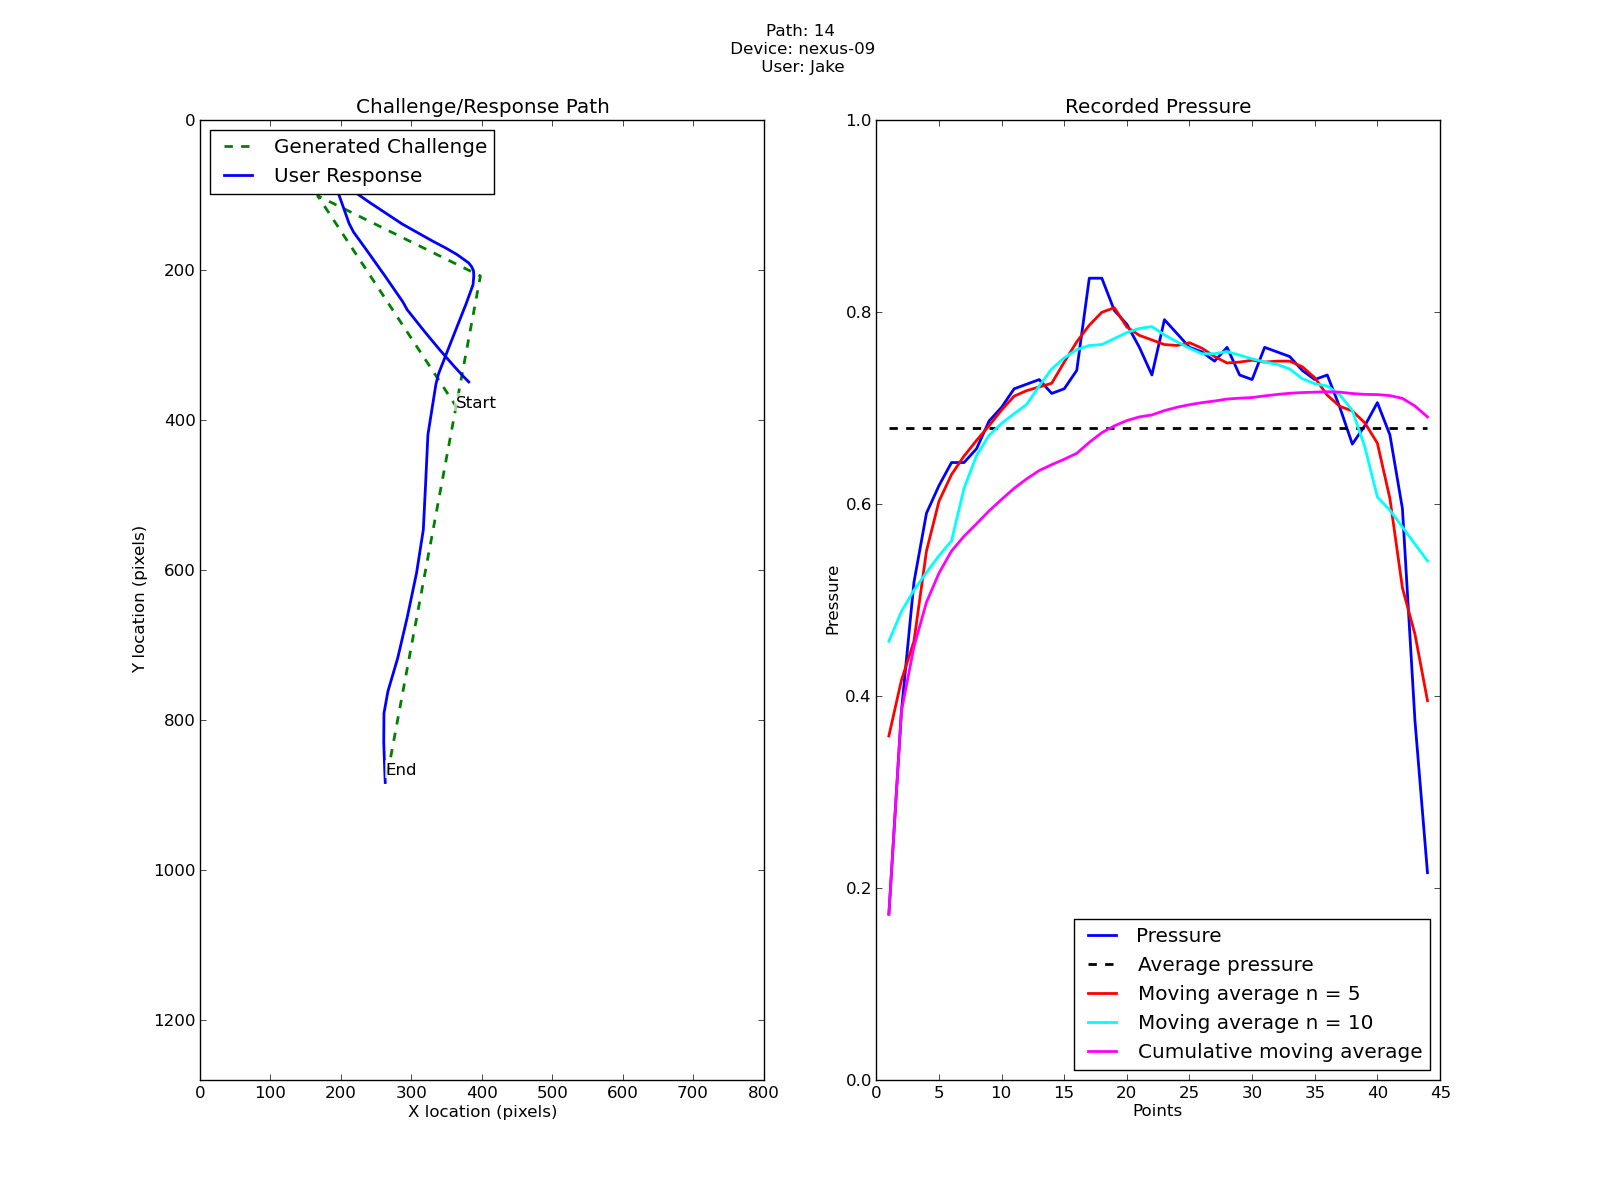 Path: 14
Device: nexus-09
User: Jake
Challenge/Response Path
Generated Challenge
User Response
Start
End
0
200
400
600
800
1000
1200
Y location (pixels)
0 100 200 300 400 500 600 700 800
X location (pixels)
Recorded Pressure
1.0
0.8
0.6
0.4
0.2
0.0
Pressure
Pressure
Average pressure
Moving average n = 5
Moving average n = 10
Cumulative moving average
0 5 10 15 20 25 30 35 40 45
Points